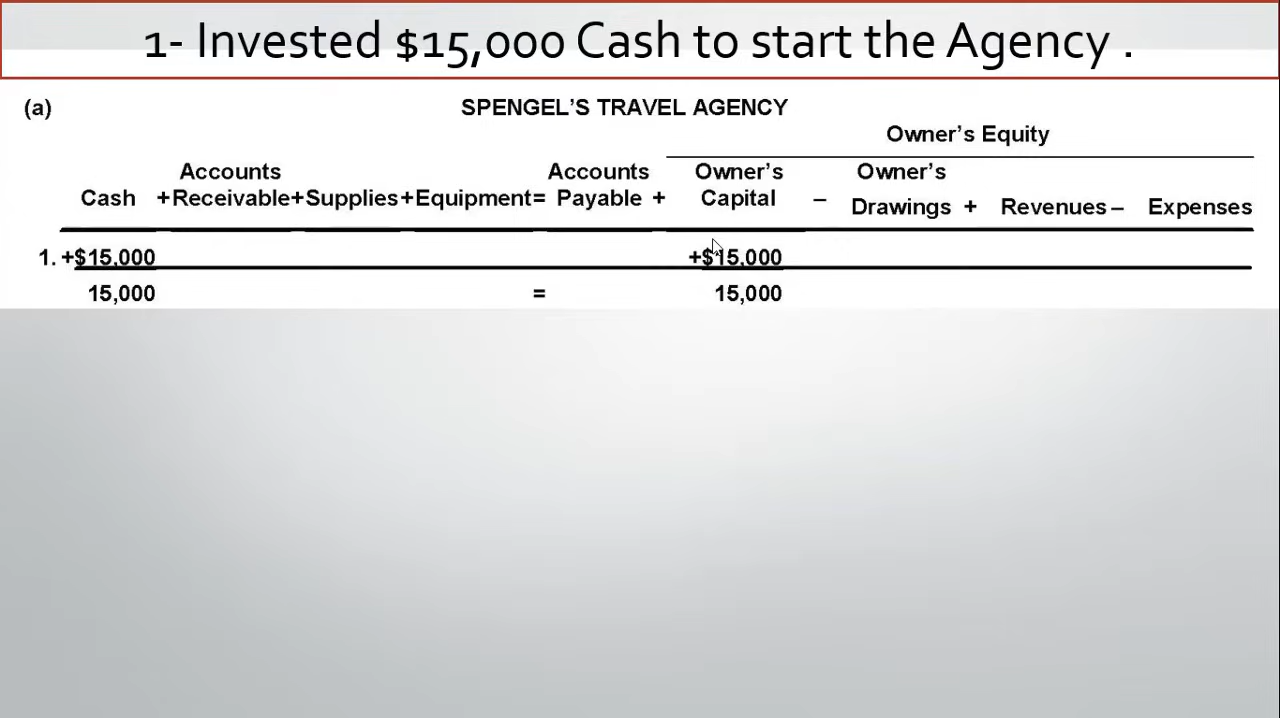 1- Invested $15,000 Cash to start the Agency .
(a) SPENGEL'S TRAVEL AGENCY
Owner's Equity
Accounts Accounts Owner's Owner's
Cash +Receivable+Supplies+Equipment= Payable + Capital – Drawings + Revenues – Expenses
1. +$15,000 +$15,000
15,000 = 15,000